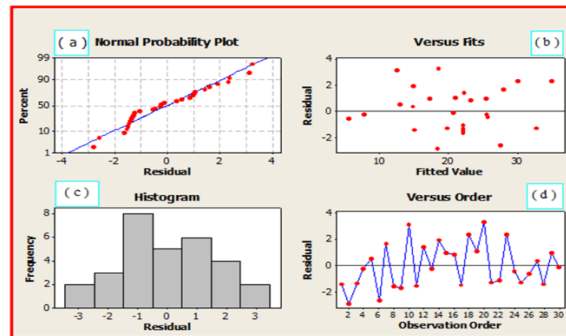 ( a ) Normal Probability Plot
99
90
50
10
1
Percent
-4 -2 0 2 4
Residual
Versus Fits ( b )
4
2
0
-2
Residual
10 20 30
Fitted Value
( c ) Histogram
8
6
4
2
0
Frequency
-3 -2 -1 0 1 2 3
Residual
Versus Order ( d )
4
2
0
-2
Residual
2 4 6 8 10 12 14 16 18 20 22 24 26 28 30
Observation Order